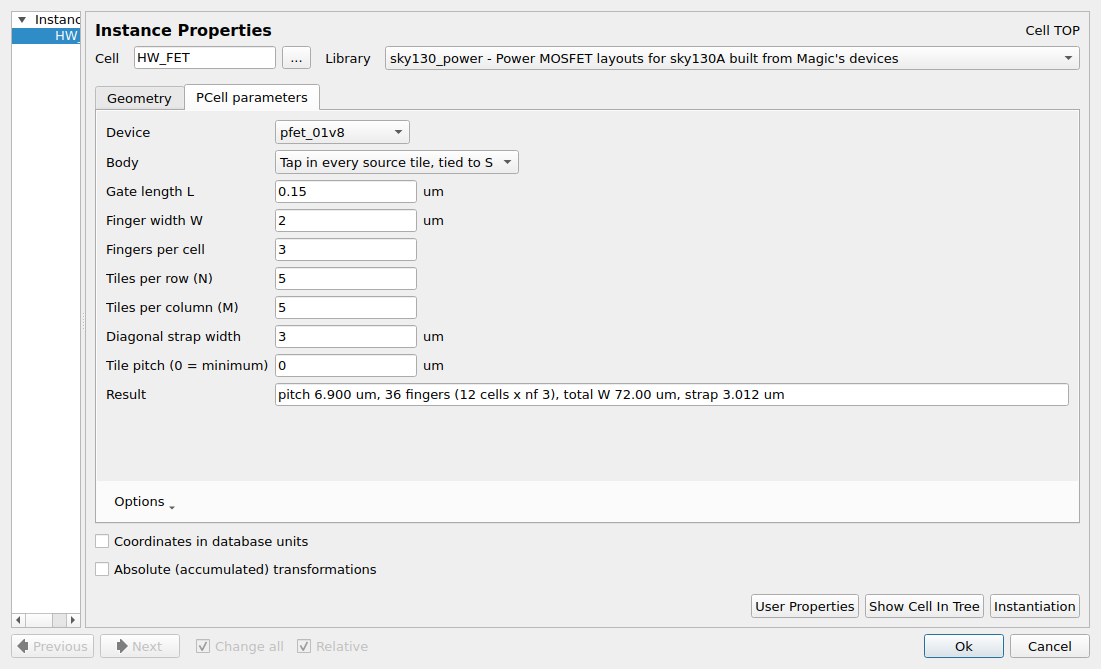 Instanc
HW_
Instance Properties
Cell TOP
Cell HW_FET ... Library sky130_power - Power MOSFET layouts for sky130A built from Magic's devices
Geometry PCell parameters
Device pfet_01v8
Body Tap in every source tile, tied to S
Gate length L 0.15 um
Finger width W 2 um
Fingers per cell 3
Tiles per row (N) 5
Tiles per column (M) 5
Diagonal strap width 3 um
Tile pitch (0 = minimum) 0 um
Result pitch 6.900 um, 36 fingers (12 cells x nf 3), total W 72.00 um, strap 3.012 um
Options
Coordinates in database units
Absolute (accumulated) transformations
User Properties Show Cell In Tree Instantiation
Previous Next Change all Relative Ok Cancel